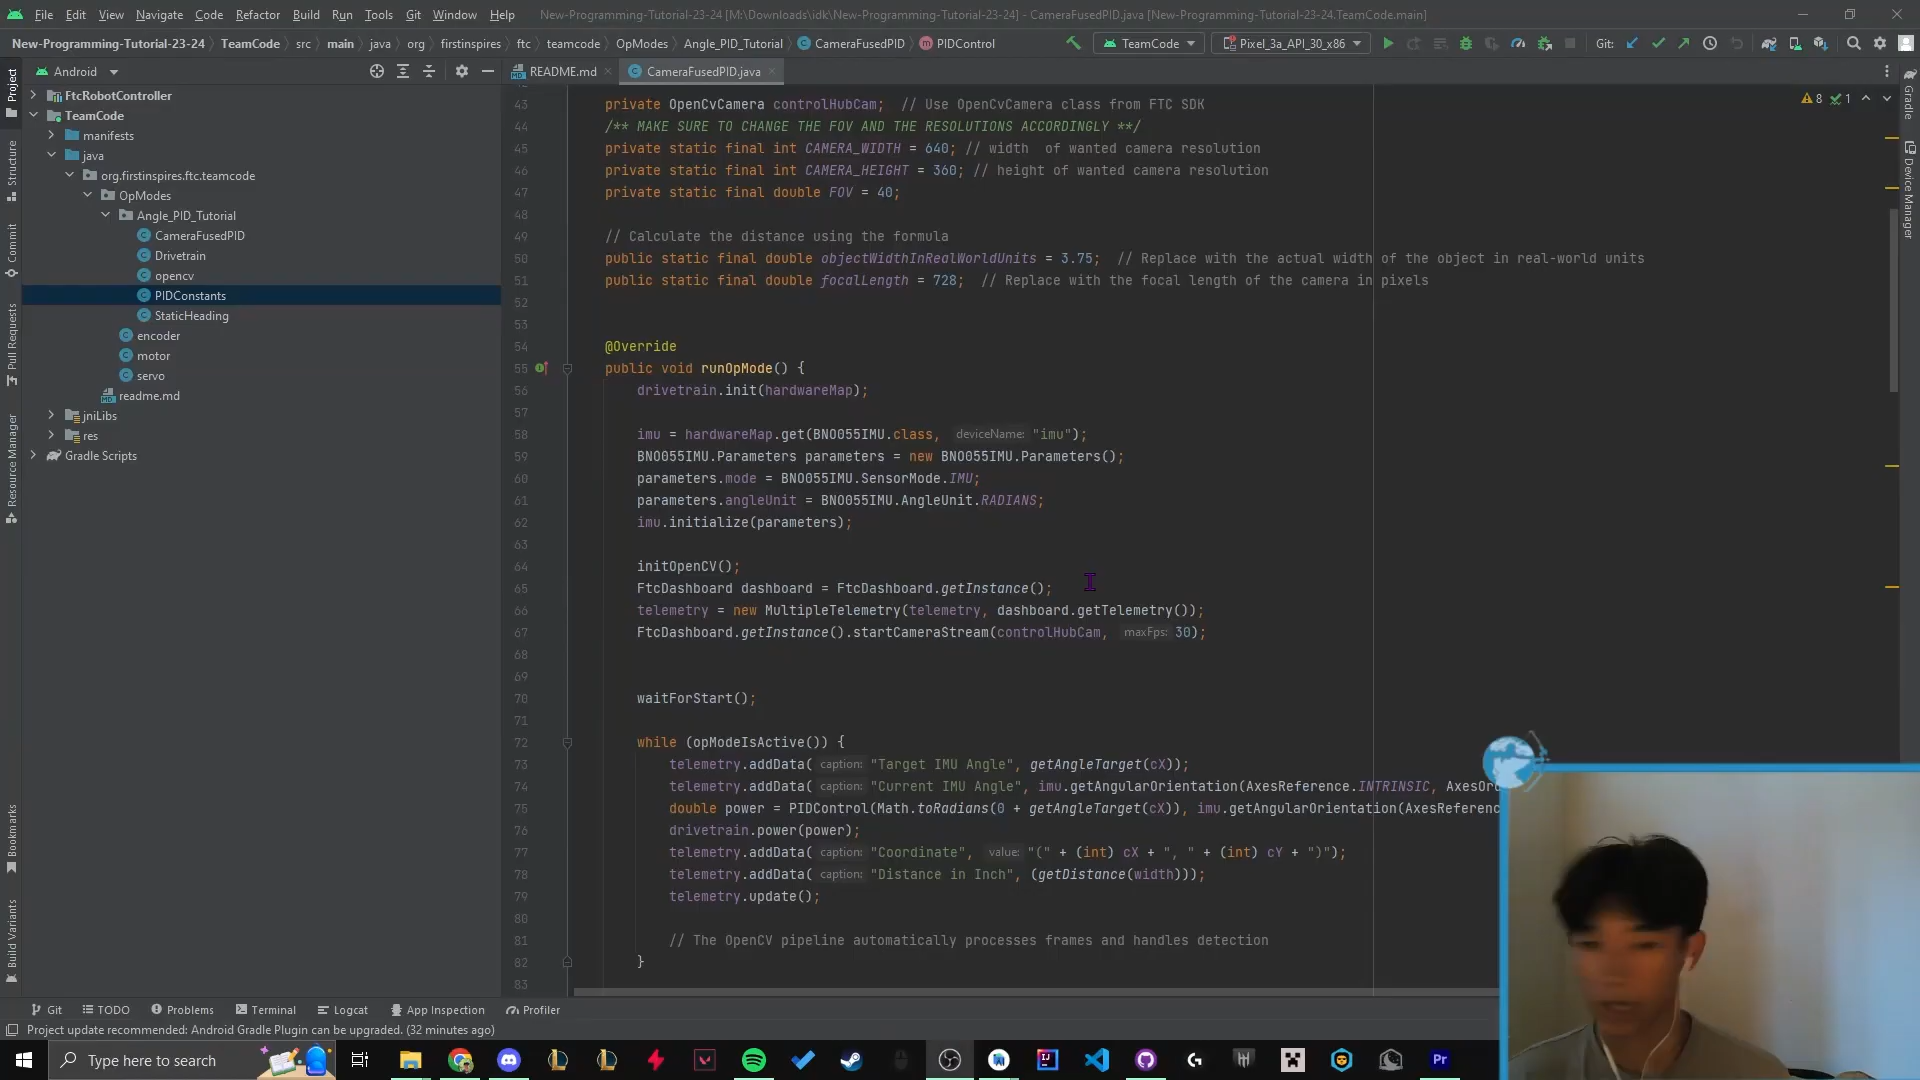 File Edit View Navigate Code Refactor Build Run Tools Git Window Help New-Programming-Tutorial-23-24 [M:\Downloads\idk\New-Programming-Tutorial-23-24] - CameraFusedPID.java [New-Programming-Tutorial-23-24.TeamCode.main]
New-Programming-Tutorial-23-24 TeamCode src main java org firstinspires ftc teamcode OpModes Angle_PID_Tutorial CameraFusedPID PIDControl TeamCode Pixel_3a_API_30_x86 Git:
Android README.md CameraFusedPID.java
Project
Structure
Commit
Pull Requests
Resource Manager
Bookmarks
Build Variants
Gradle
Device Manager
FtcRobotController
TeamCode
manifests
java
org.firstinspires.ftc.teamcode
OpModes
Angle_PID_Tutorial
CameraFusedPID
Drivetrain
opencv
PIDConstants
StaticHeading
encoder
motor
servo
readme.md
jniLibs
res
Gradle Scripts
8 1
43 private OpenCvCamera controlHubCam; // Use OpenCvCamera class from FTC SDK
44 /** MAKE SURE TO CHANGE THE FOV AND THE RESOLUTIONS ACCORDINGLY **/
45 private static final int CAMERA_WIDTH = 640; // width  of wanted camera resolution
46 private static final int CAMERA_HEIGHT = 360; // height of wanted camera resolution
47 private static final double FOV = 40;
48
49 // Calculate the distance using the formula
50 public static final double objectWidthInRealWorldUnits = 3.75;  // Replace with the actual width of the object in real-world units
51 public static final double focalLength = 728;  // Replace with the focal length of the camera in pixels
52
53
54 @Override
55 public void runOpMode() {
56 drivetrain.init(hardwareMap);
57
58 imu = hardwareMap.get(BNO055IMU.class, deviceName: "imu");
59 BNO055IMU.Parameters parameters = new BNO055IMU.Parameters();
60 parameters.mode = BNO055IMU.SensorMode.IMU;
61 parameters.angleUnit = BNO055IMU.AngleUnit.RADIANS;
62 imu.initialize(parameters);
63
64 initOpenCV();
65 FtcDashboard dashboard = FtcDashboard.getInstance();
66 telemetry = new MultipleTelemetry(telemetry, dashboard.getTelemetry());
67 FtcDashboard.getInstance().startCameraStream(controlHubCam, maxFps: 30);
68
69
70 waitForStart();
71
72 while (opModeIsActive()) {
73 telemetry.addData( caption: "Target IMU Angle", getAngleTarget(cX));
74 telemetry.addData( caption: "Current IMU Angle", imu.getAngularOrientation(AxesReference.INTRINSIC, AxesOr
75 double power = PIDControl(Math.toRadians(0 + getAngleTarget(cX)), imu.getAngularOrientation(AxesReference
76 drivetrain.power(power);
77 telemetry.addData( caption: "Coordinate", value: "(" + (int) cX + ", " + (int) cY + ")");
78 telemetry.addData( caption: "Distance in Inch", (getDistance(width)));
79 telemetry.update();
80
81 // The OpenCV pipeline automatically processes frames and handles detection
82 }
83
Git TODO Problems Terminal Logcat App Inspection Profiler
Project update recommended: Android Gradle Plugin can be upgraded. (32 minutes ago)
Type here to search
Pr